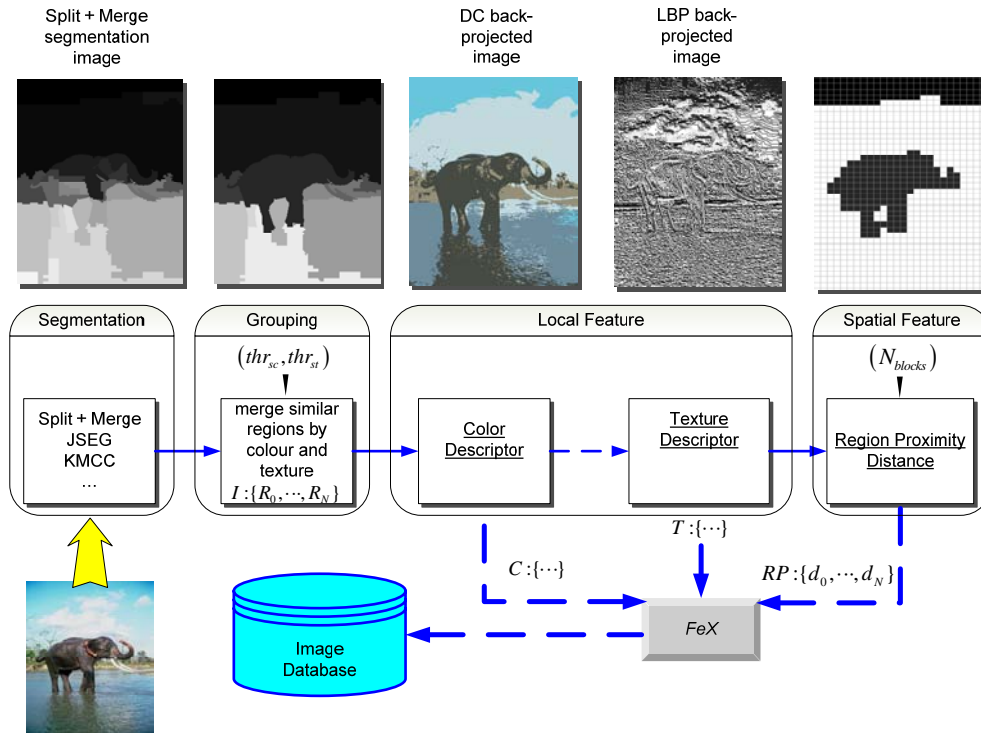 Split + Merge
segmentation
image
DC back-
projected
image
LBP back-
projected
image
Segmentation
Grouping
Local Feature
Spatial Feature
(thr_sc, thr_st)
(N_blocks)
Split + Merge
JSEG
KMCC
...
merge similar
regions by
colour and
texture
I :{R_0,···, R_N}
Color
Descriptor
Texture
Descriptor
Region Proximity
Distance
C :{···}
T :{···}
RP :{d_0,···, d_N}
FeX
Image
Database